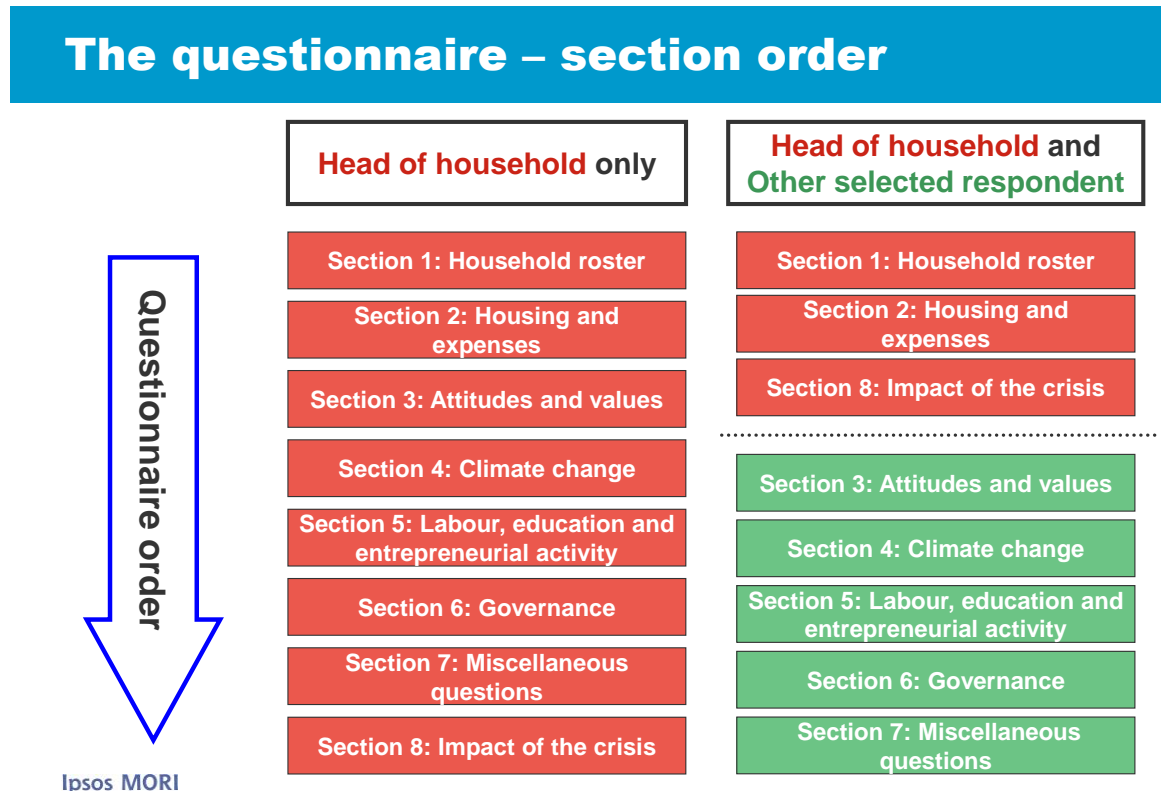 The questionnaire – section order
Questionnaire order
Head of household only
Section 1: Household roster
Section 2: Housing and
expenses
Section 3: Attitudes and values
Section 4: Climate change
Section 5: Labour, education and
entrepreneurial activity
Section 6: Governance
Section 7: Miscellaneous
questions
Section 8: Impact of the crisis
Head of household and
Other selected respondent
Section 1: Household roster
Section 2: Housing and
expenses
Section 8: Impact of the crisis
Section 3: Attitudes and values
Section 4: Climate change
Section 5: Labour, education and
entrepreneurial activity
Section 6: Governance
Section 7: Miscellaneous
questions
Ipsos MORI